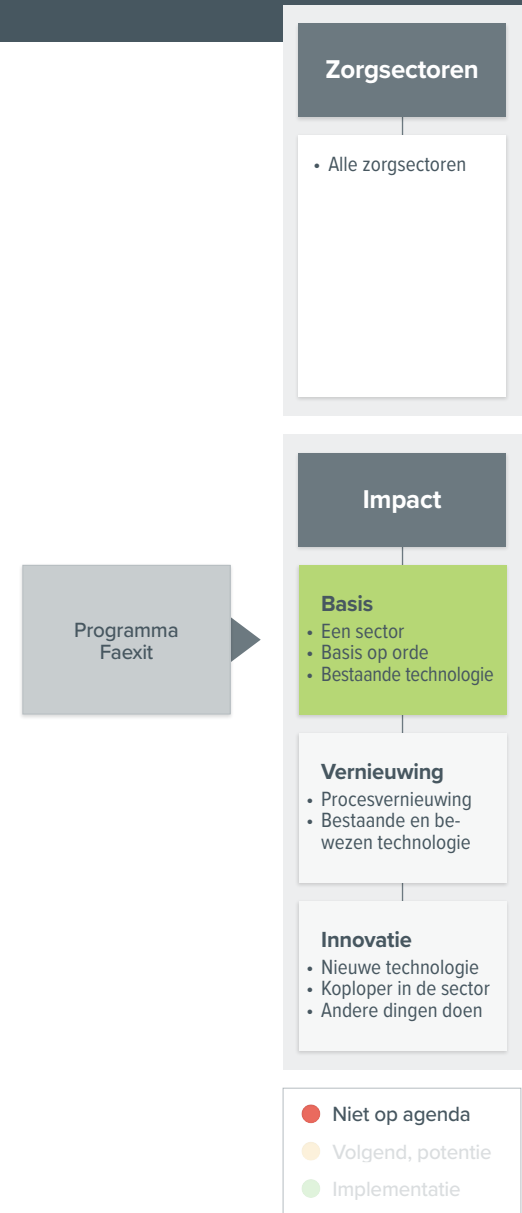 Zorgsectoren
• Alle zorgsectoren
Impact
Programma
Faexit
Basis
• Een sector
• Basis op orde
• Bestaande technologie
Vernieuwing
• Procesvernieuwing
• Bestaande en be-
wezen technologie
Innovatie
• Nieuwe technologie
• Koploper in de sector
• Andere dingen doen
Niet op agenda
Volgend, potentie
Implementatie